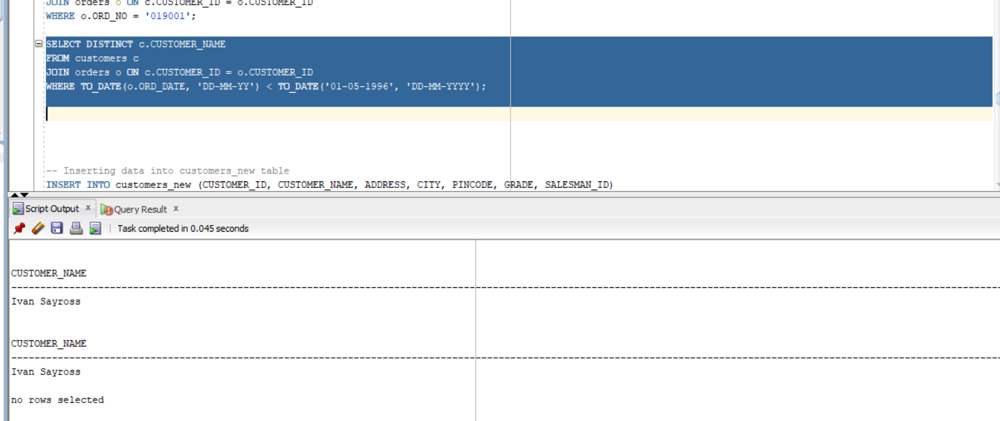 JOIN orders o ON c.CUSTOMER_ID = o.CUSTOMER_ID
WHERE o.ORD_NO = '019001';
SELECT DISTINCT c.CUSTOMER_NAME
FROM customers c
JOIN orders o ON c.CUSTOMER_ID = o.CUSTOMER_ID
WHERE TO_DATE(o.ORD_DATE, 'DD-MM-YY') < TO_DATE('01-05-1996', 'DD-MM-YYYY');
-- Inserting data into customers_new table
INSERT INTO customers_new (CUSTOMER_ID, CUSTOMER_NAME, ADDRESS, CITY, PINCODE, GRADE, SALESMAN_ID)
Script Output x Query Result x
Task completed in 0.045 seconds
CUSTOMER_NAME
Ivan Sayross
CUSTOMER_NAME
Ivan Sayross
no rows selected